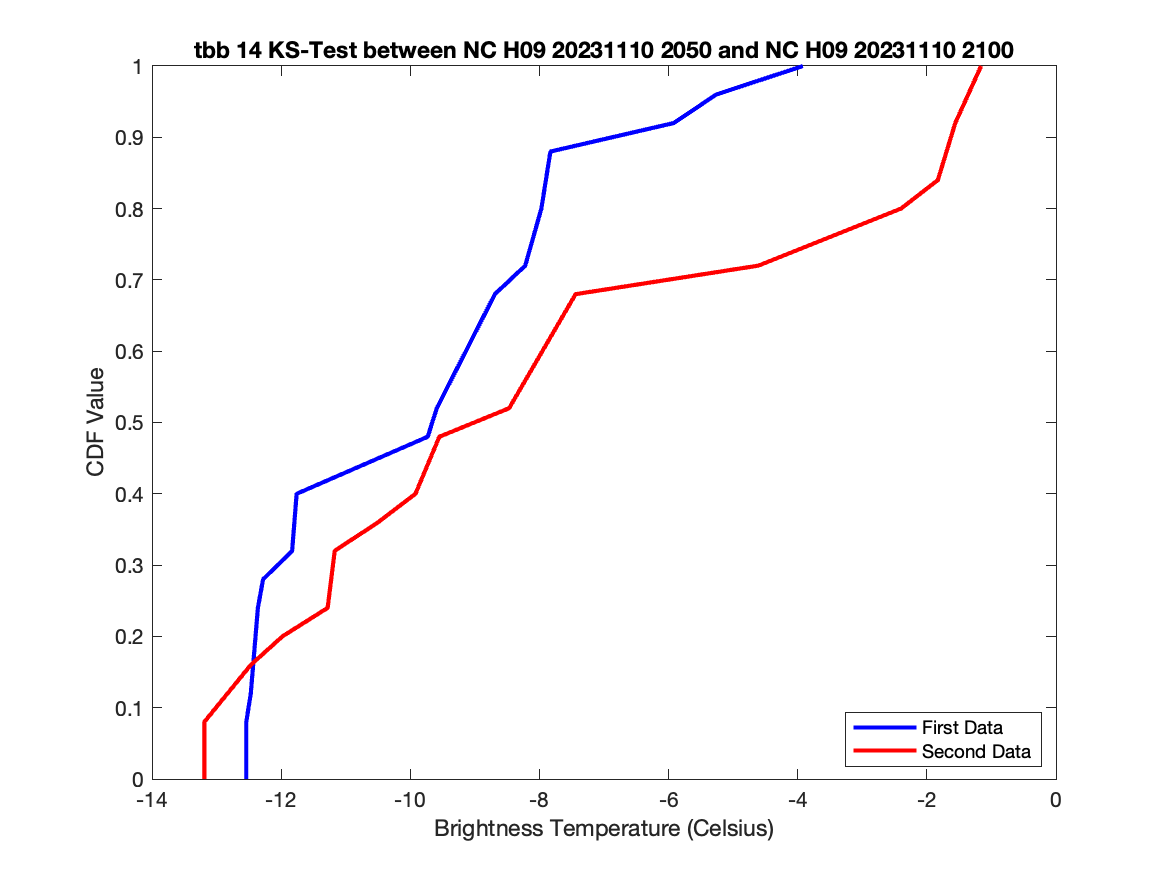 tbb 14 KS-Test between NC H09 20231110 2050 and NC H09 20231110 2100
1
0.9
0.8
0.7
0.6
0.5
0.4
0.3
0.2
0.1
0
CDF Value
First Data
Second Data
-14 -12 -10 -8 -6 -4 -2 0
Brightness Temperature (Celsius)